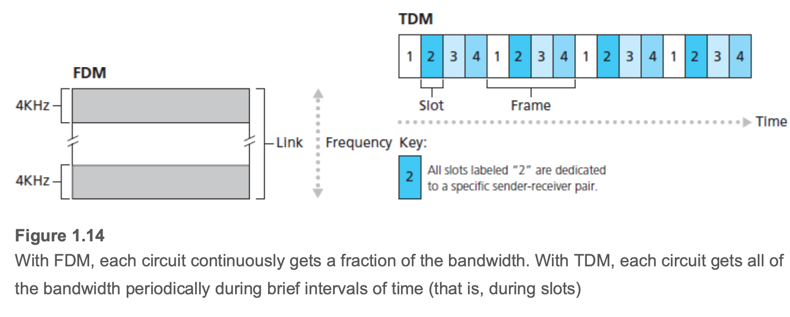 TDM
1 2 3 4 1 2 3 4 1 2 3 4 1 2 3 4
Slot
Frame
Time
FDM
4KHz
4KHz
Link
Frequency
Key:
2
All slots labeled “2” are dedicated
to a specific sender-receiver pair.
Figure 1.14
With FDM, each circuit continuously gets a fraction of the bandwidth. With TDM, each circuit gets all of
the bandwidth periodically during brief intervals of time (that is, during slots)